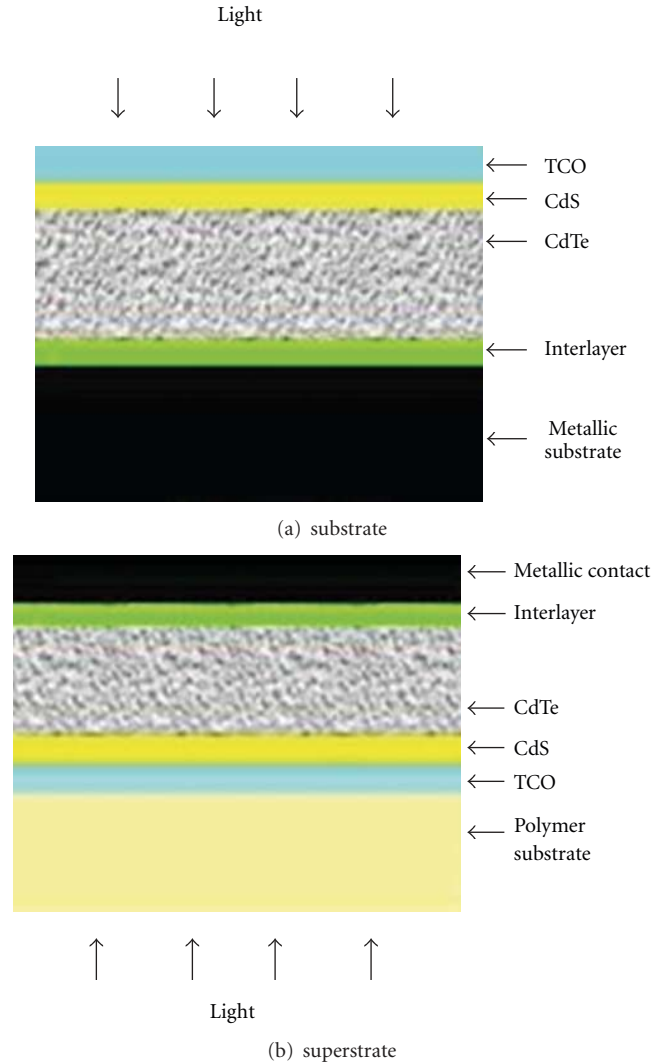 Light
TCO
CdS
CdTe
Interlayer
Metallic
substrate
(a) substrate
Metallic contact
Interlayer
CdTe
CdS
TCO
Polymer
substrate
Light
(b) superstrate